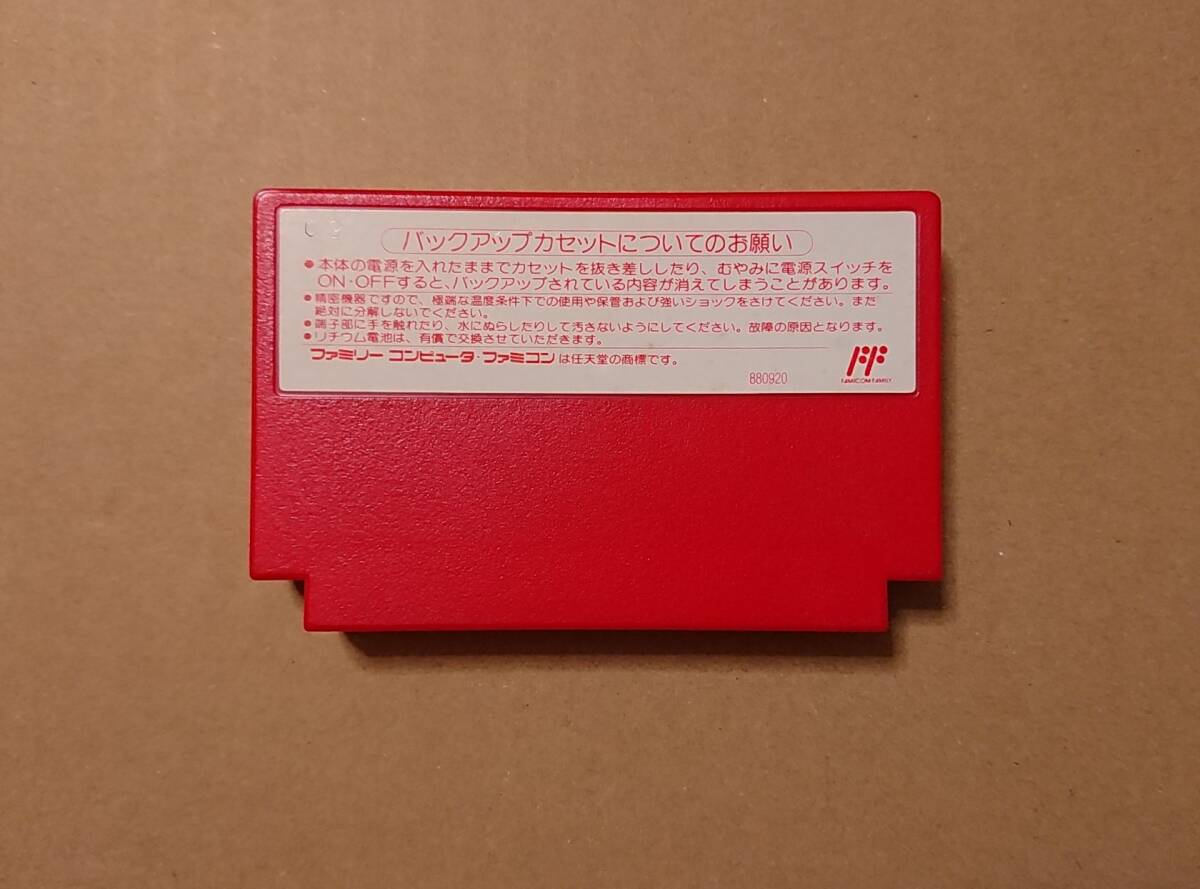 バックアップカセットについてのお願い
●本体の電源を入れたままでカセットを抜き差ししたり、むやみに電源スイッチを
ON・OFFすると、バックアップされている内容が消えてしまうことがあります。
●精密機器ですので、極端な温度条件下での使用や保管および強いショックをさけてください。また
絶対に分解しないでください。
●端子部に手を触れたり、水にぬらしたりして汚さないようにしてください。故障の原因となります。
●リチウム電池は、有償で交換させていただきます。
ファミリー コンピュータ・ファミコンは任天堂の商標です。
880920
FAMICOM FAMILY